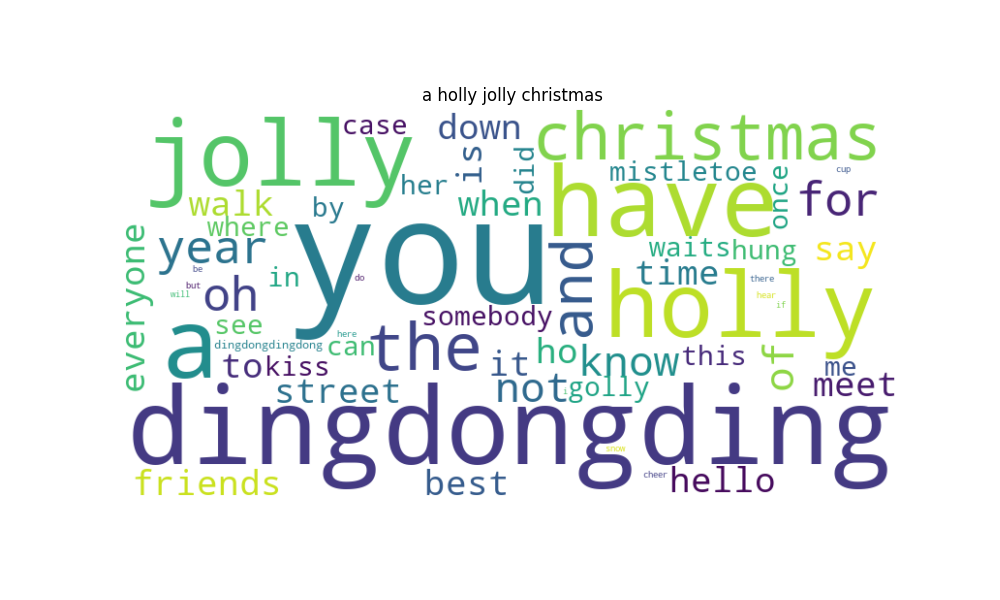 a holly jolly christmas
jolly
case
down
christmas
is
did
her
mistletoe
cup
have
once
for
walk
by
when
where
everyone
year
you
and
waits
hung
say
be
but
will
oh
in
do
time
there
hear
if
holly
a
see
somebody
dingdongdingdong
here
can
the
it
ho
know
this
of
me
to
kiss
street
not
golly
meet
dingdongding
snow
friends
best
cheer
hello